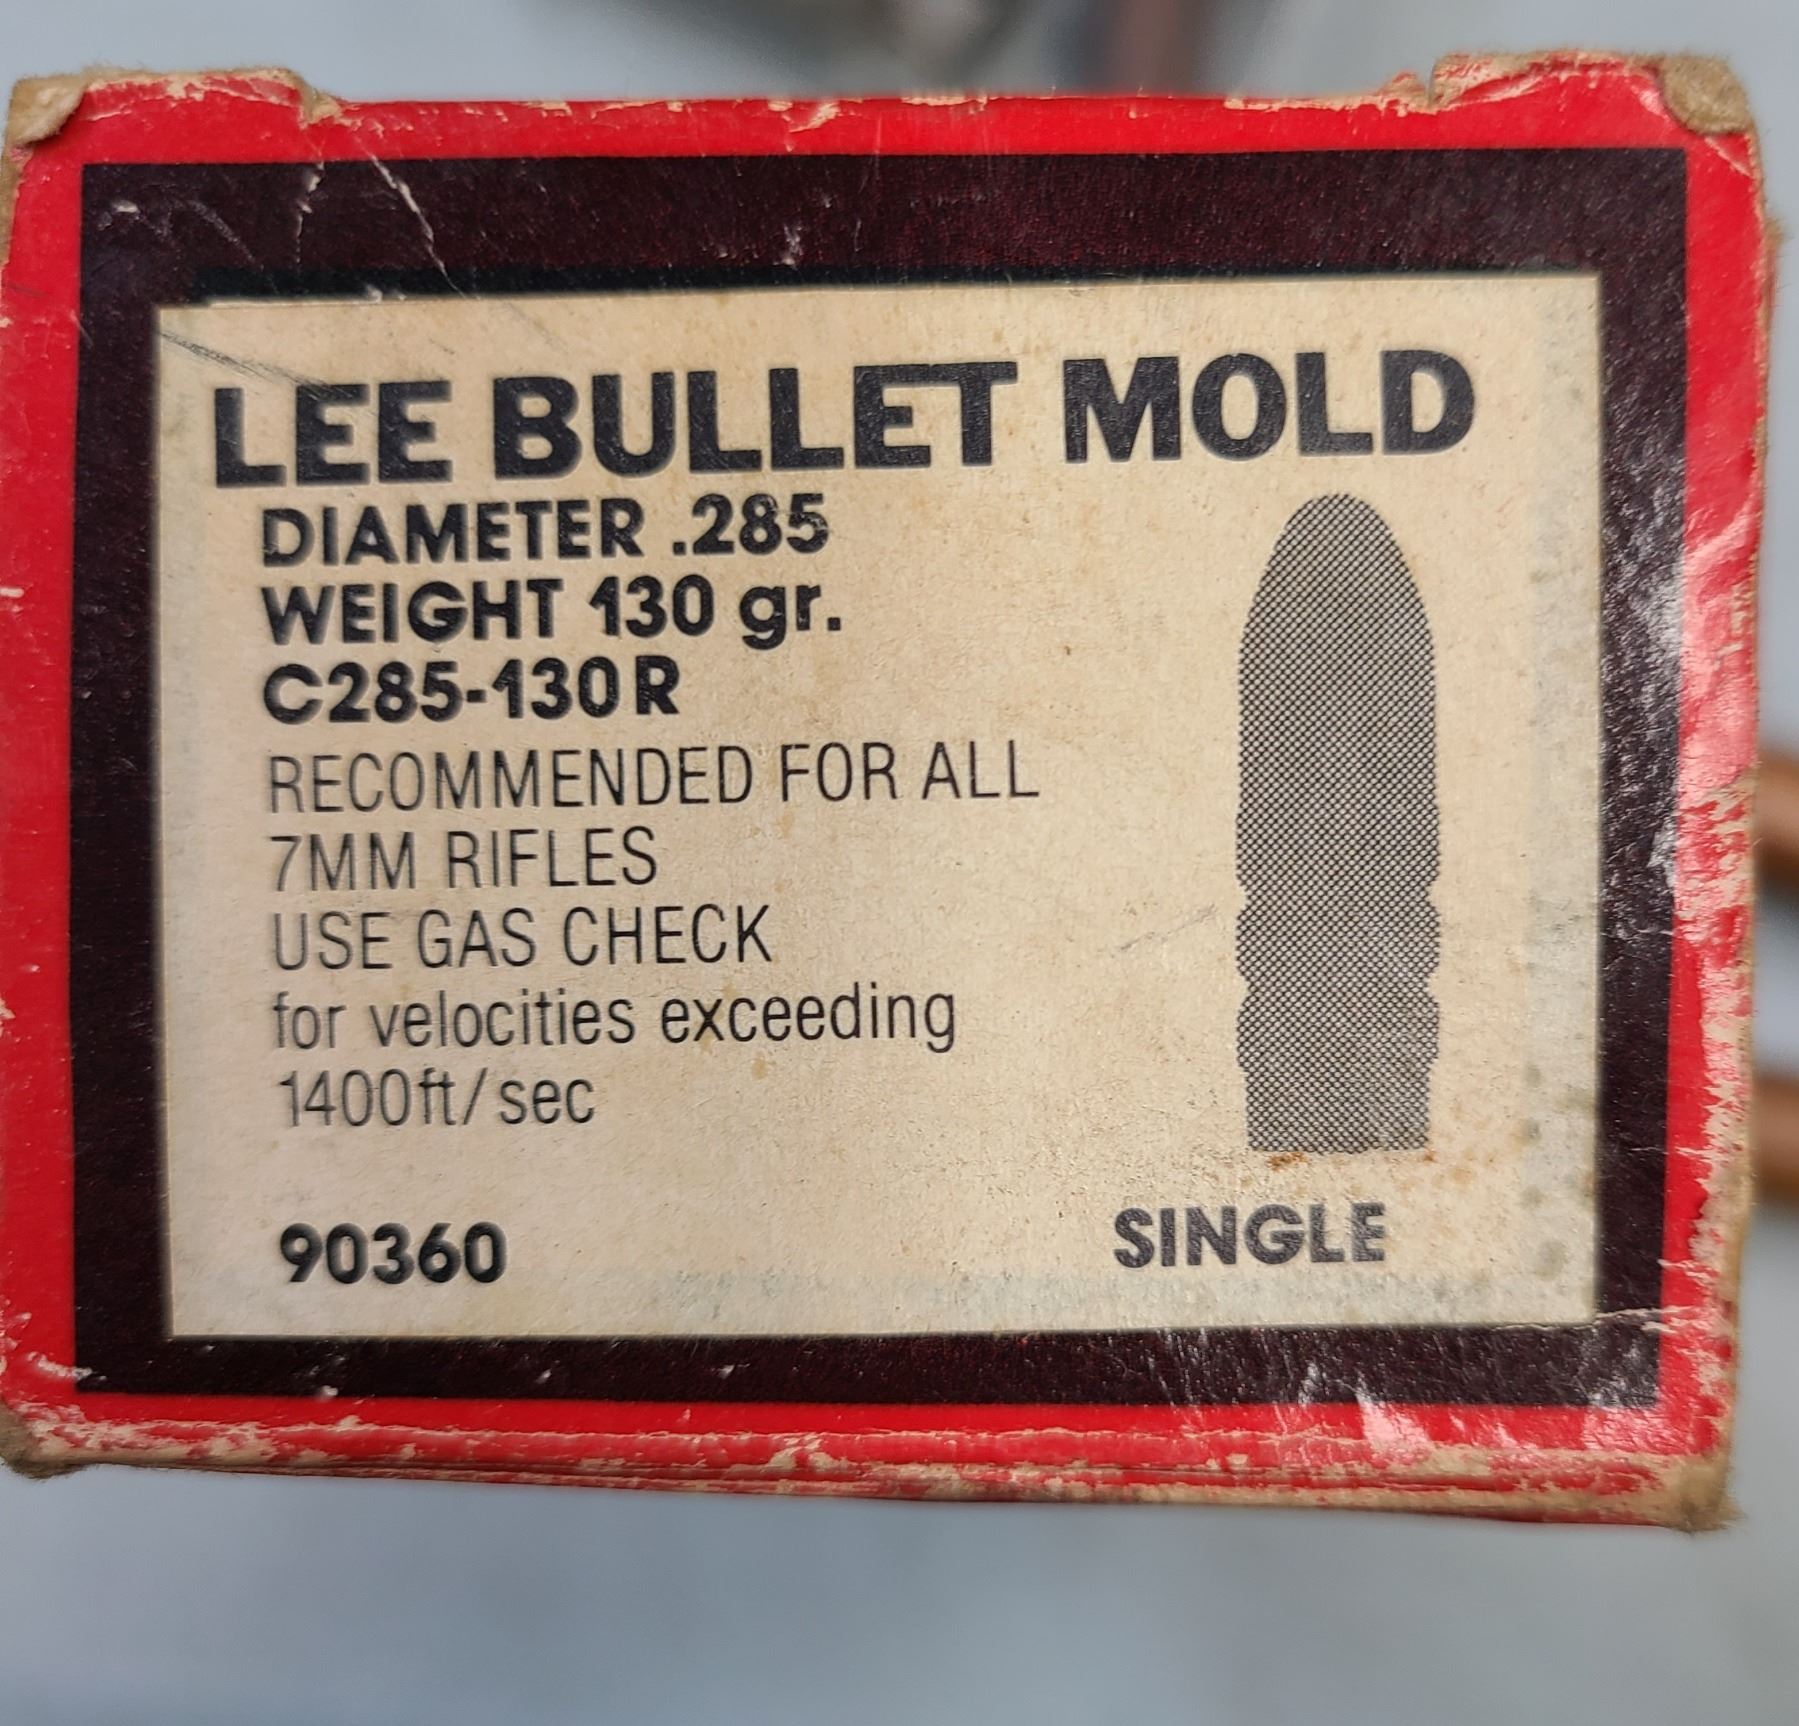 LEE BULLET MOLD
DIAMETER .285
WEIGHT 130 gr.
C285-130R
RECOMMENDED FOR ALL
7MM RIFLES
USE GAS CHECK
for velocities exceeding
1400ft/sec
90360
SINGLE